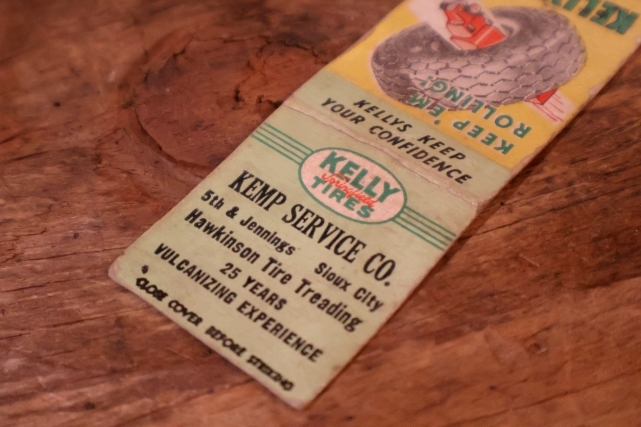 KELLY
KEEP 'EM
ROLLING!
KELLYS KEEP
YOUR CONFIDENCE
KELLY
Springfield
TIRES
KEMP SERVICE CO.
5th & Jennings Sioux City
Hawkinson Tire Treading
25 YEARS
VULCANIZING EXPERIENCE
CLOSE COVER BEFORE STRIKING